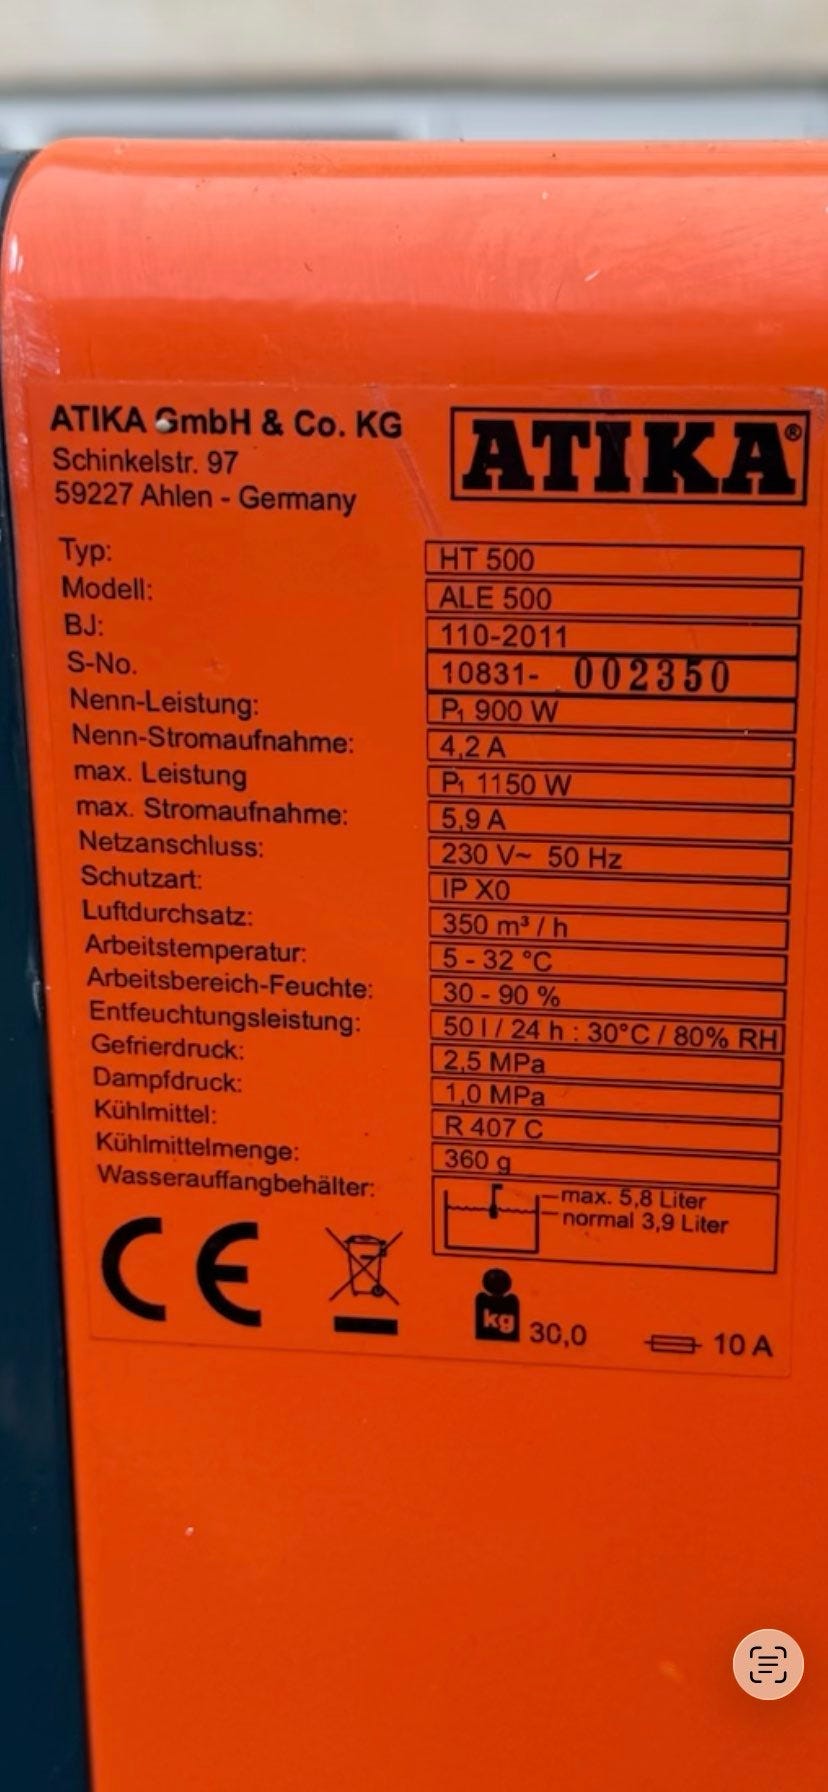 ATIKA GmbH & Co. KG
Schinkelstr. 97
59227 Ahlen - Germany
ATIKA®
Typ: HT 500
Modell: ALE 500
BJ: 110-2011
S-No. 10831- 002350
Nenn-Leistung: P₁ 900 W
Nenn-Stromaufnahme: 4,2 A
max. Leistung P₁ 1150 W
max. Stromaufnahme: 5,9 A
Netzanschluss: 230 V~ 50 Hz
Schutzart: IP X0
Luftdurchsatz: 350 m³ / h
Arbeitstemperatur: 5 - 32 °C
Arbeitsbereich-Feuchte: 30 - 90 %
Entfeuchtungsleistung: 50 l / 24 h : 30°C / 80% RH
Gefrierdruck: 2,5 MPa
Dampfdruck: 1,0 MPa
Kühlmittel: R 407 C
Kühlmittelmenge: 360 g
Wasserauffangbehälter: max. 5,8 Liter
normal 3,9 Liter
CE kg 30,0 10 A